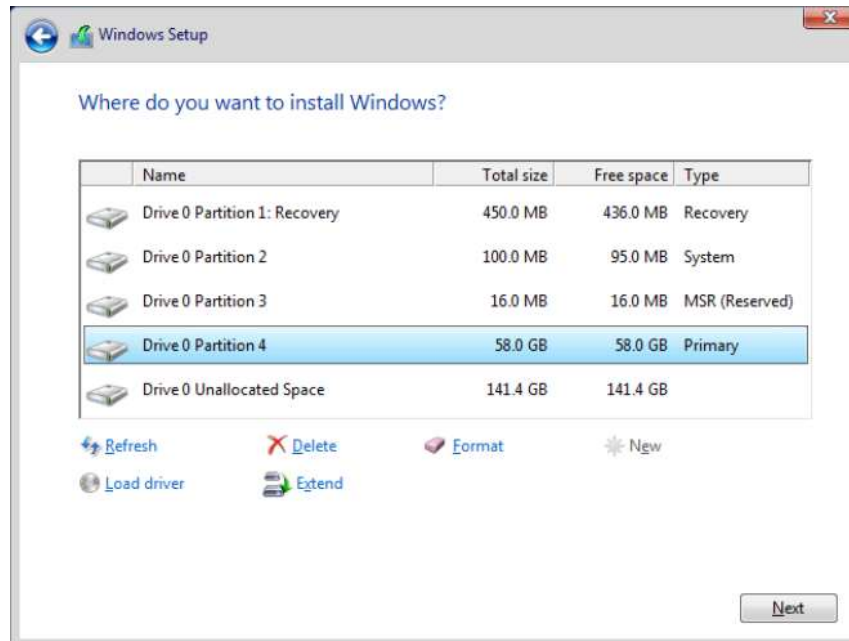 Windows Setup
Where do you want to install Windows?
Name Total size Free space Type
Drive 0 Partition 1: Recovery 450.0 MB 436.0 MB Recovery
Drive 0 Partition 2 100.0 MB 95.0 MB System
Drive 0 Partition 3 16.0 MB 16.0 MB MSR (Reserved)
Drive 0 Partition 4 58.0 GB 58.0 GB Primary
Drive 0 Unallocated Space 141.4 GB 141.4 GB
Refresh Delete Format New
Load driver Extend
Next